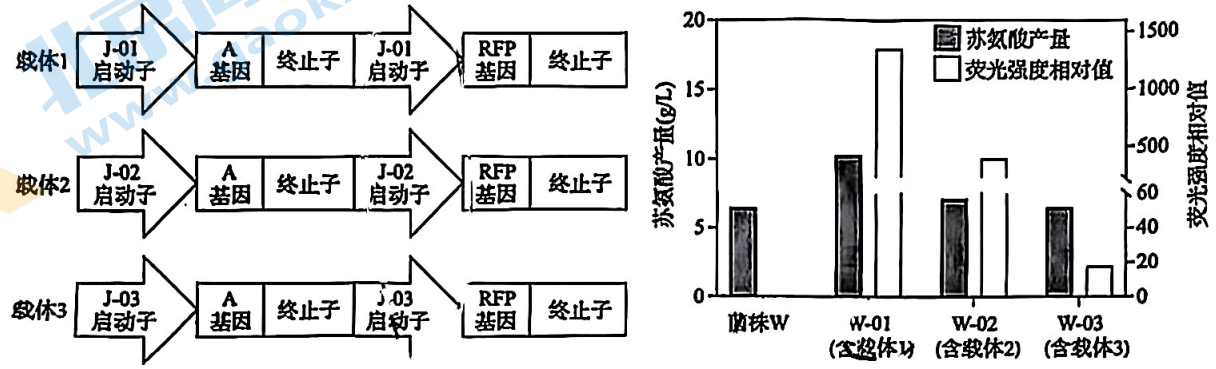 载体1
J-01
启动子
A
基因
终止子
J-01
启动子
RFP
基因
终止子
载体2
J-02
启动子
A
基因
终止子
J-02
启动子
RFP
基因
终止子
载体3
J-03
启动子
A
基因
终止子
J-03
启动子
RFP
基因
终止子
苏氨酸产量(g/L)
20
15
10
5
0
苏氨酸产量
荧光强度相对值
1500
1000
500
60
40
20
0
荧光强度相对值
菌株W
W-01
(含载体1)
W-02
(含载体2)
W-03
(含载体3)